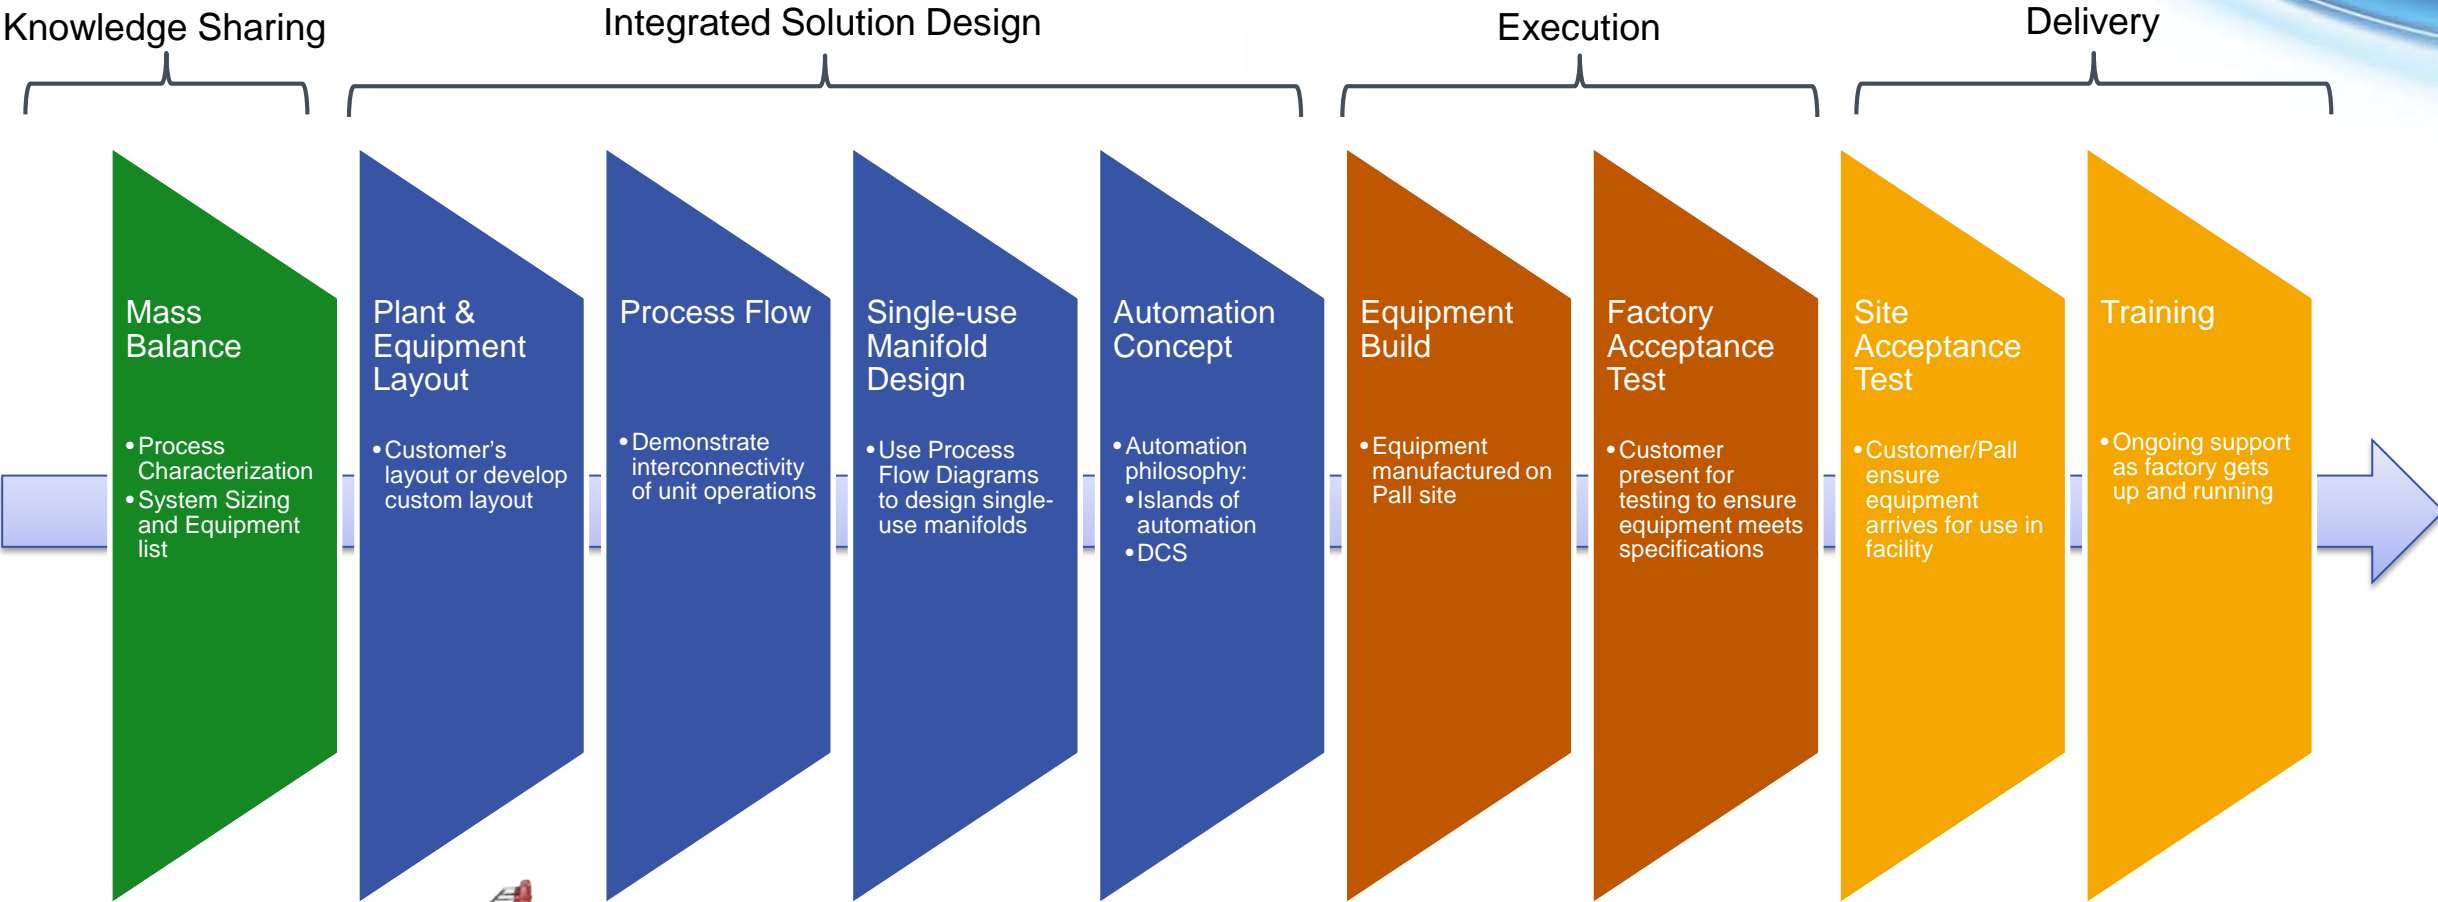 Knowledge Sharing
Integrated Solution Design
Execution
Delivery
Mass
Balance
•Process
Characterization
•System Sizing
and Equipment
list
Plant &
Equipment
Layout
•Customer’s
layout or develop
custom layout
Process Flow
•Demonstrate
interconnectivity
of unit operations
Single-use
Manifold
Design
•Use Process
Flow Diagrams
to design single-
use manifolds
Automation
Concept
•Automation
philosophy:
•Islands of
automation
•DCS
Equipment
Build
•Equipment
manufactured on
Pall site
Factory
Acceptance
Test
•Customer
present for
testing to ensure
equipment meets
specifications
Site
Acceptance
Test
•Customer/Pall
ensure
equipment
arrives for use in
facility
Training
•Ongoing support
as factory gets
up and running